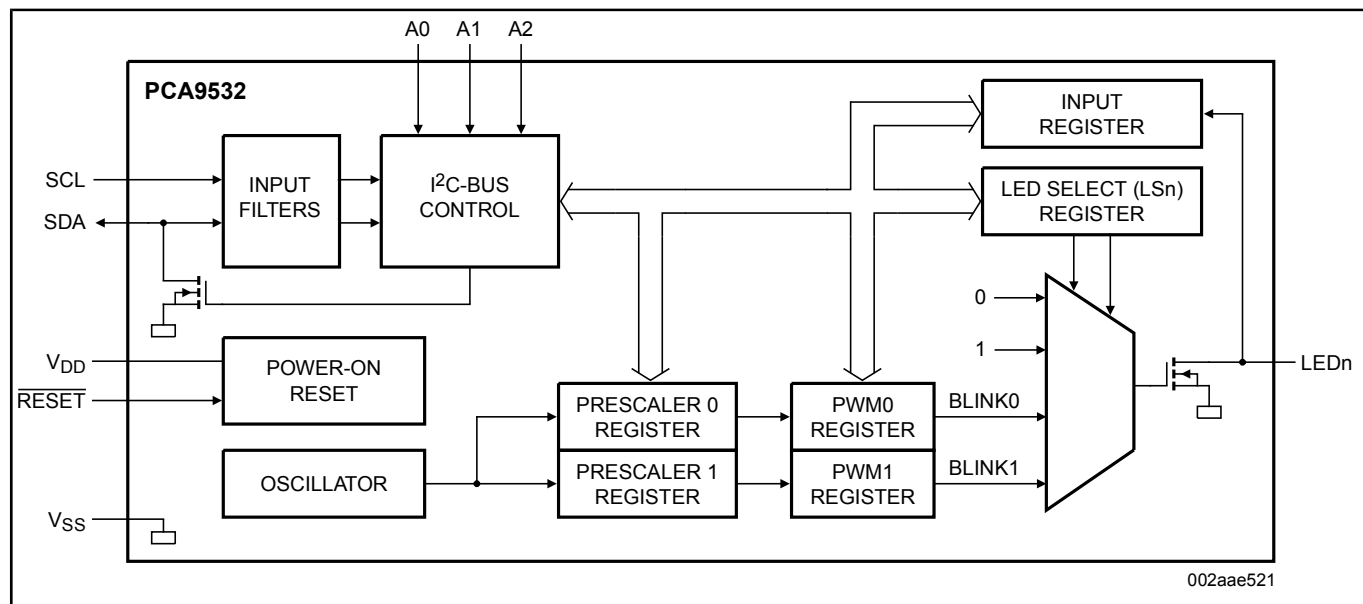 A0 A1 A2
PCA9532
INPUT
REGISTER
SCL
SDA
INPUT
FILTERS
I²C-BUS
CONTROL
LED SELECT (LSn)
REGISTER
0
1
VDD
RESET
POWER-ON
RESET
LEDn
PRESCALER 0
REGISTER
PWM0
REGISTER
BLINK0
OSCILLATOR
PRESCALER 1
REGISTER
PWM1
REGISTER
BLINK1
VSS
002aae521